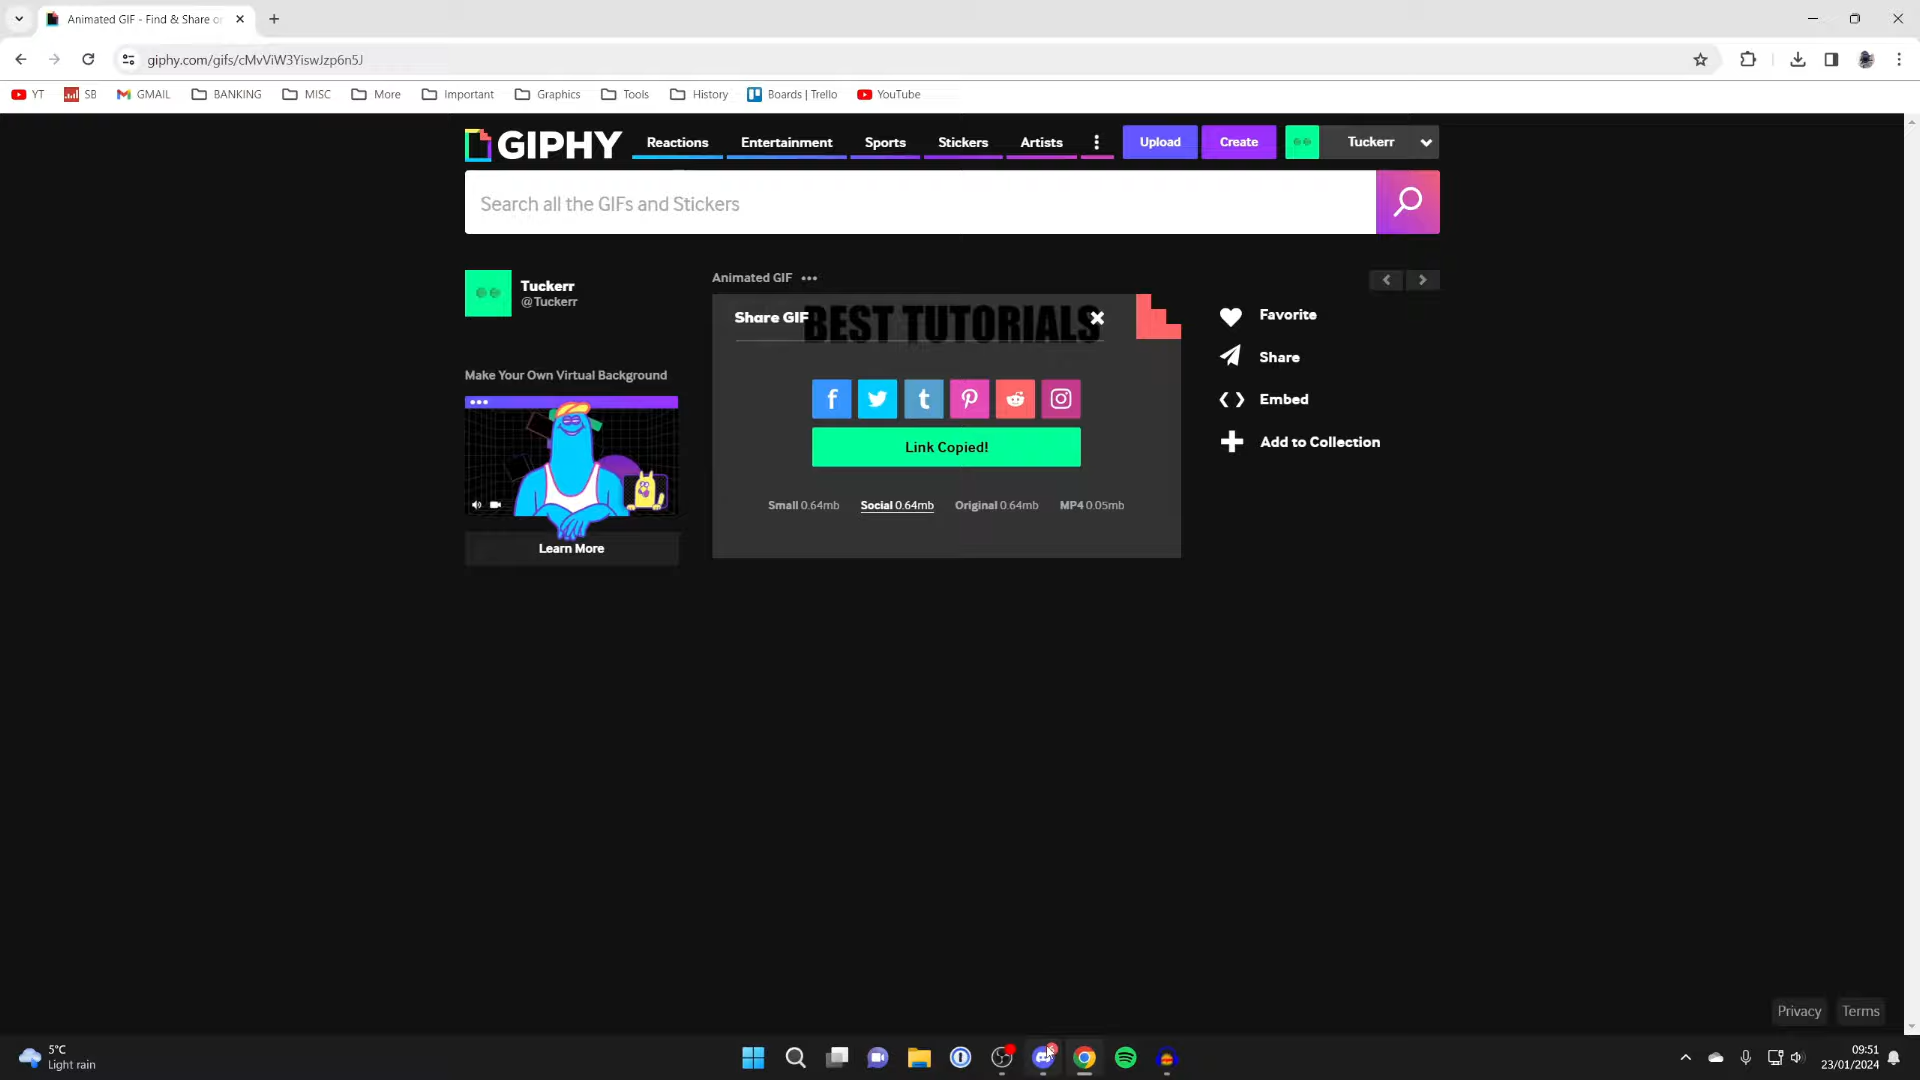 Animated GIF - Find & Share o
giphy.com/gifs/cMvViW3YiswJzp6n5J
YT SB GMAIL BANKING MISC More Important Graphics Tools History Boards | Trello YouTube
GIPHY Reactions Entertainment Sports Stickers Artists Upload Create Tuckerr
Search all the GIFs and Stickers
Tuckerr
@Tuckerr
Make Your Own Virtual Background
Learn More
Animated GIF
BEST TUTORIALS
Share GIF
Link Copied!
Small 0.64mb Social 0.64mb Original 0.64mb MP4 0.05mb
Favorite
Share
Embed
Add to Collection
Privacy Terms
5°C
Light rain
09:51
23/01/2024